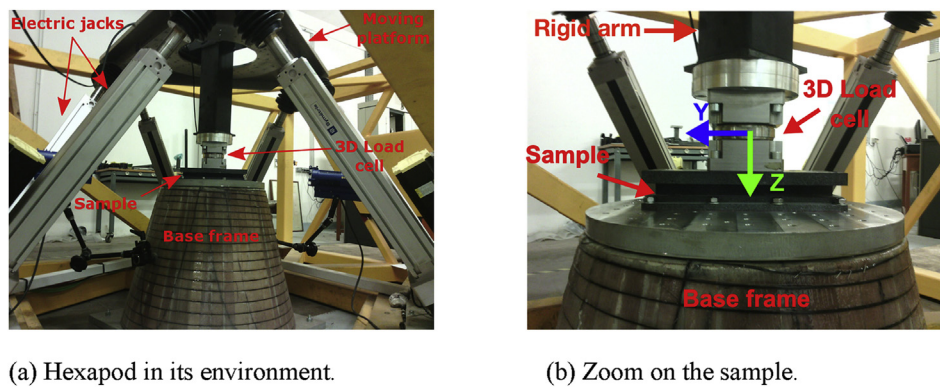 Electric jacks
Moving
platform
3D Load
cell
Sample
Base frame
(a) Hexapod in its environment.
Rigid arm
3D Load
cell
Y
Sample
Z
Base frame
(b) Zoom on the sample.